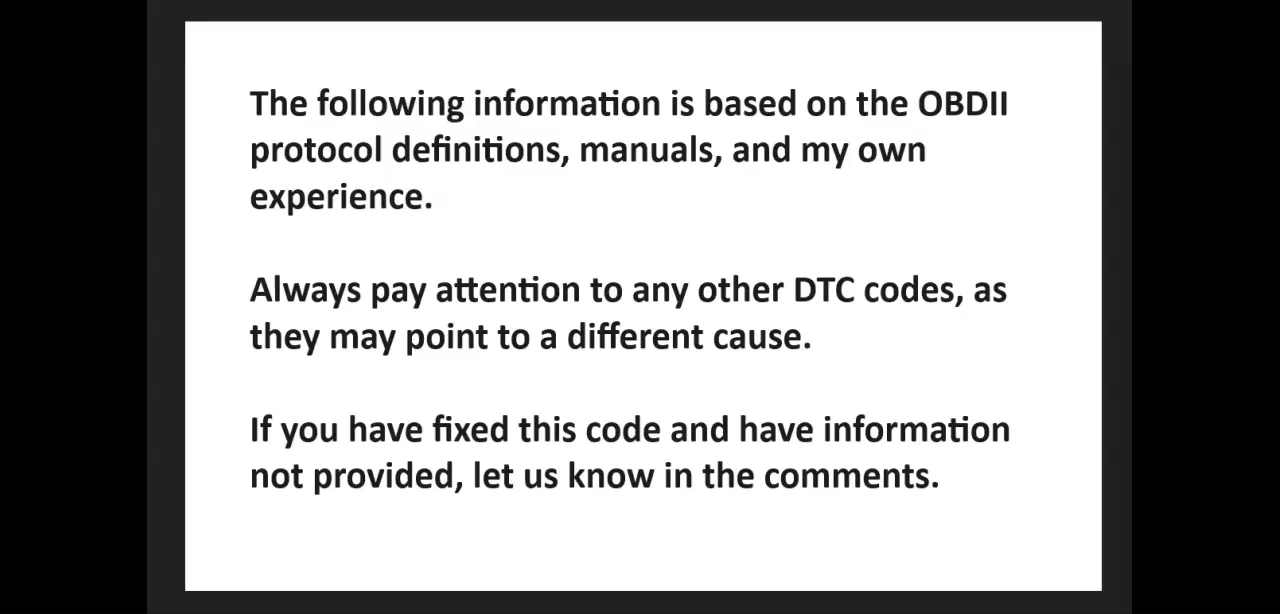 The following information is based on the OBDII
protocol definitions, manuals, and my own
experience.
Always pay attention to any other DTC codes, as
they may point to a different cause.
If you have fixed this code and have information
not provided, let us know in the comments.